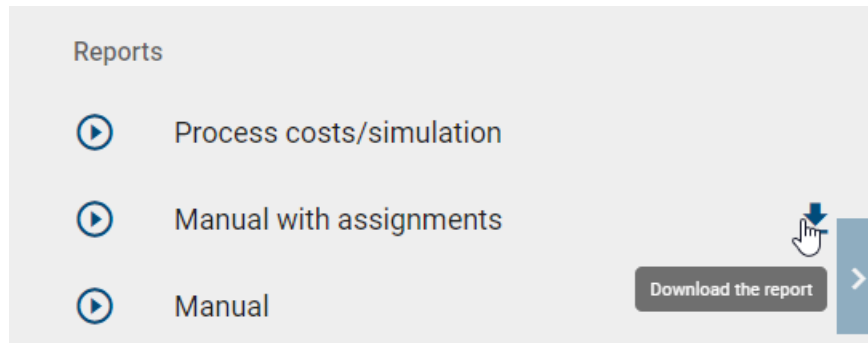 Reports
Process costs/simulation
Manual with assignments
Download the report
Manual